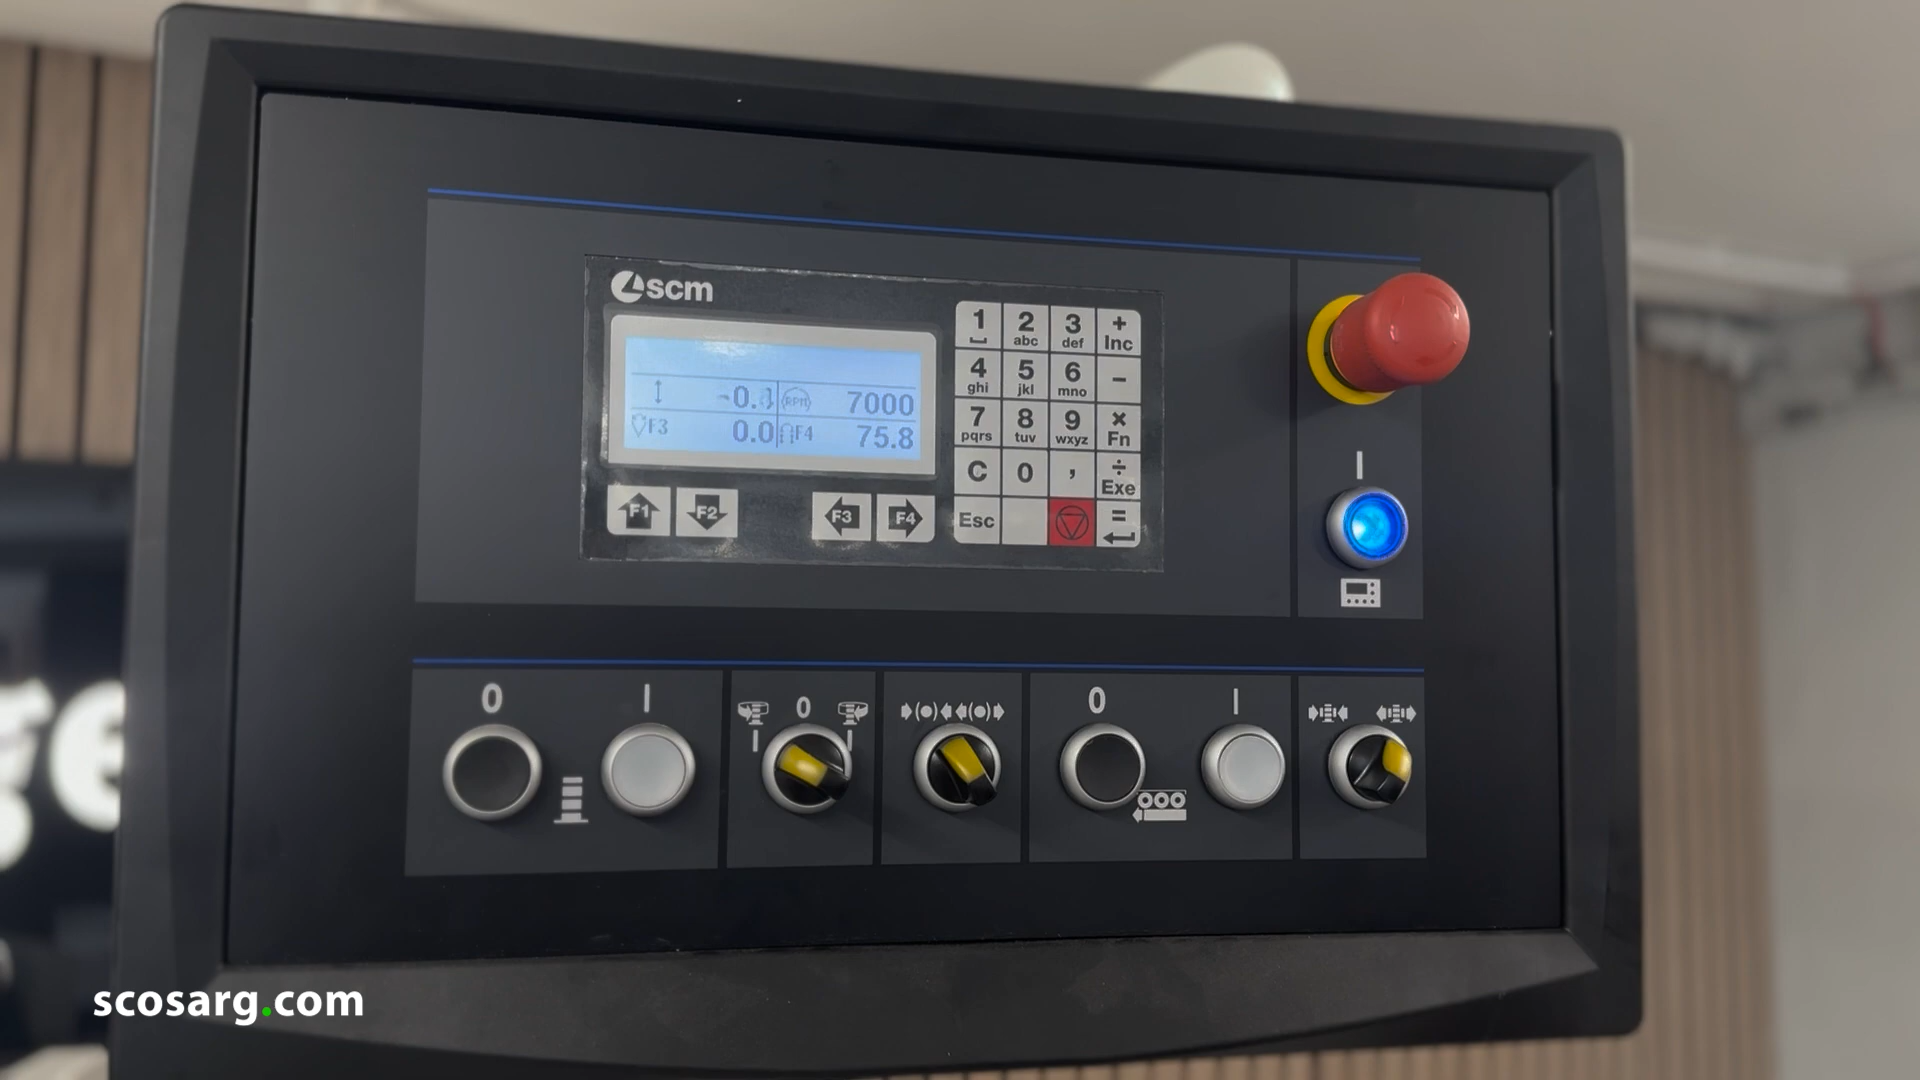 scm
7000
F3
0.0
F4
75.8
RPM
1
2
abc
3
def
+
Inc
4
ghi
5
jkl
6
mno
−
7
pqrs
8
tuv
9
wxyz
×
Fn
C
0
,
÷
Exe
Esc
=
F1
F2
F3
F4
I
0
I
0
I
I
0
I
scosarg.com